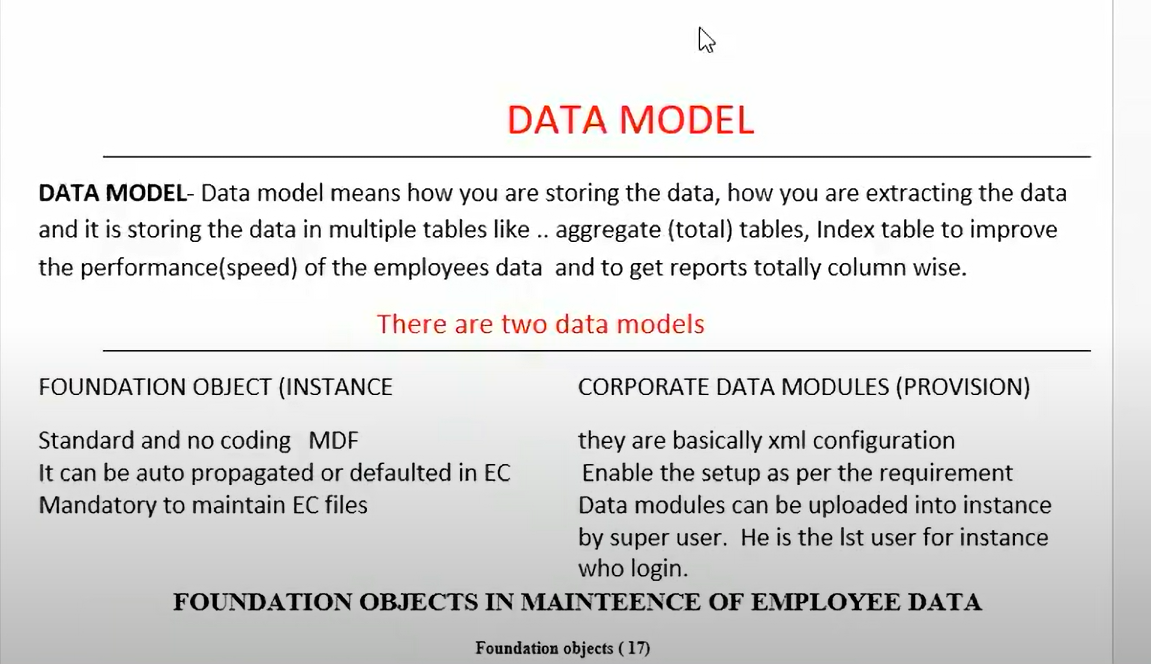 DATA MODEL
DATA MODEL- Data model means how you are storing the data, how you are extracting the data
and it is storing the data in multiple tables like .. aggregate (total) tables, Index table to improve
the performance(speed) of the employees data and to get reports totally column wise.
There are two data models
FOUNDATION OBJECT (INSTANCE
Standard and no coding MDF
It can be auto propagated or defaulted in EC
Mandatory to maintain EC files
CORPORATE DATA MODULES (PROVISION)
they are basically xml configuration
Enable the setup as per the requirement
Data modules can be uploaded into instance
by super user. He is the lst user for instance
who login.
FOUNDATION OBJECTS IN MAINTEENCE OF EMPLOYEE DATA
Foundation objects ( 17)